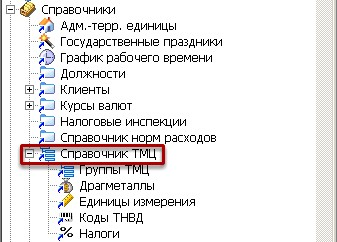 Справочники
Адм.-терр. единицы
Государственные праздники
График рабочего времени
Должности
Клиенты
Курсы валют
Налоговые инспекции
Справочник норм расходов
Справочник ТМЦ
Группы ТМЦ
Драгметаллы
Единицы измерения
Коды ТНВД
Налоги